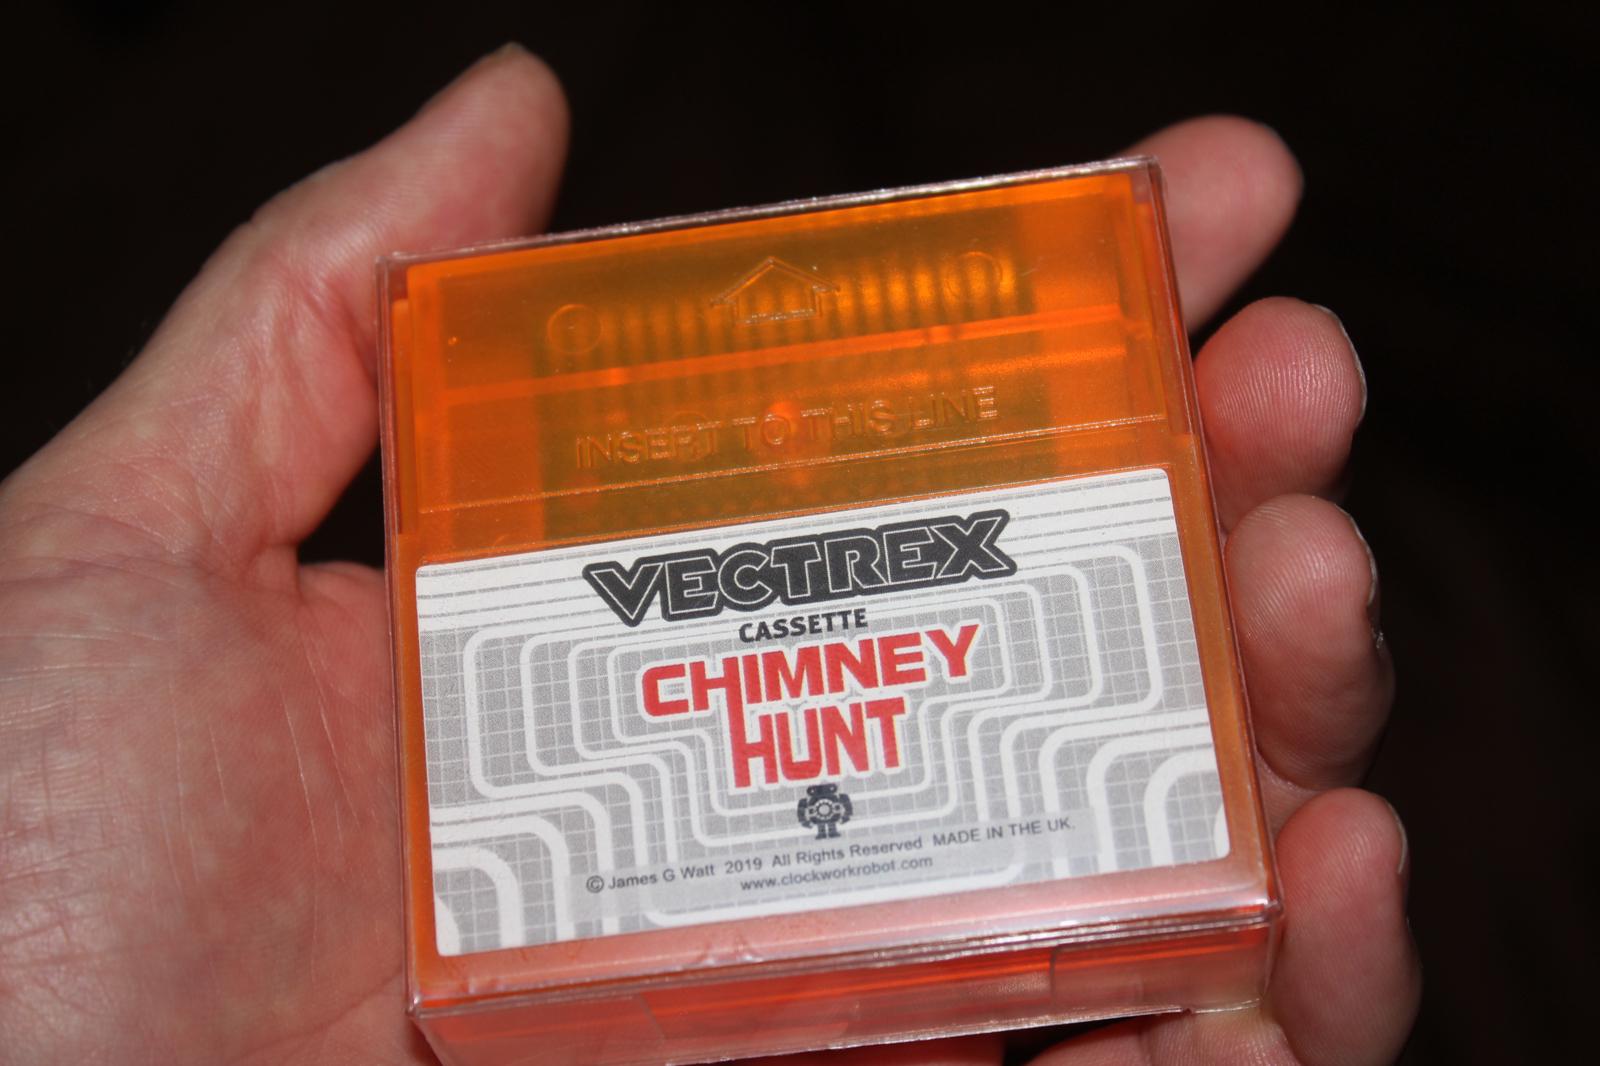 INSERT TO THIS LINE
VECTREX
CASSETTE
CHIMNEY
HUNT
© James G Watt 2019 All Rights Reserved MADE IN THE UK.
www.clockworkrobot.com